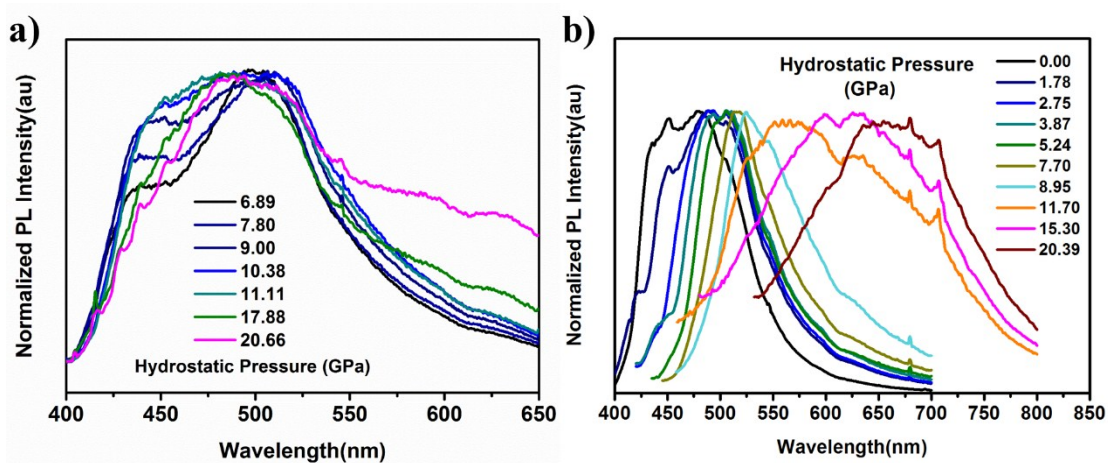 a)
Normalized PL Intensity(au)
6.89
7.80
9.00
10.38
11.11
17.88
20.66
Hydrostatic Pressure (GPa)
400 450 500 550 600 650
Wavelength(nm)
b)
Normalized PL Intensity(au)
Hydrostatic Pressure
(GPa)
0.00
1.78
2.75
3.87
5.24
7.70
8.95
11.70
15.30
20.39
400 450 500 550 600 650 700 750 800 850
Wavelength(nm)